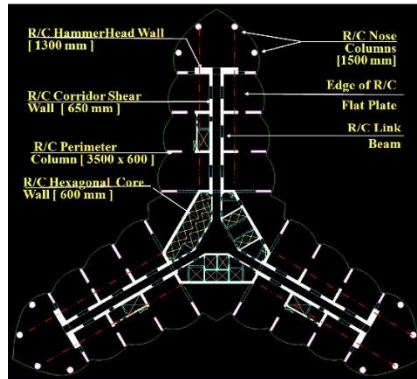 R/C HammerHead Wall
[ 1300 mm ]
R/C Nose
Columns
[1500 mm]
R/C Corridor Shear
Wall [ 650 mm ]
Edge of R/C
Flat Plate
R/C Link
Beam
R/C Perimeter
Column [ 3500 x 600 ]
R/C Hexagonal Core
Wall [ 600 mm ]